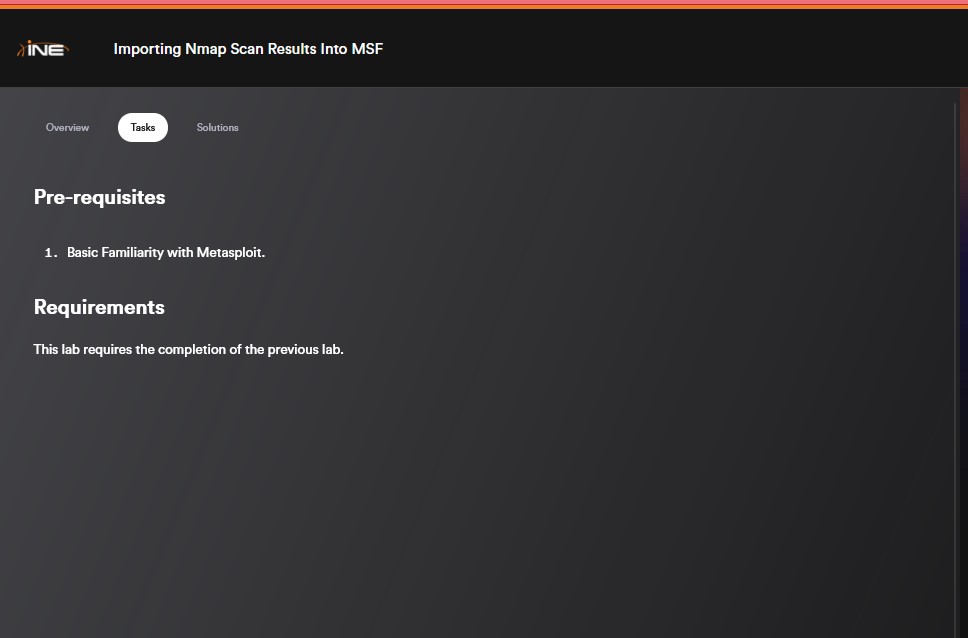 iNE
Importing Nmap Scan Results Into MSF
Overview
Tasks
Solutions
Pre-requisites
1. Basic Familiarity with Metasploit.
Requirements
This lab requires the completion of the previous lab.